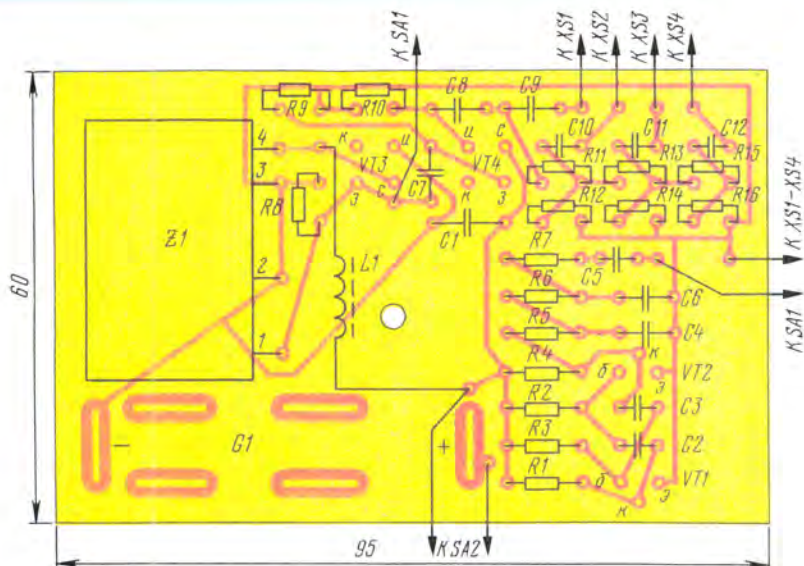 К SA1
К XS1
К XS2
К XS3
К XS4
R9
R10
C8
C9
C10
C11
C12
4
к
и
и
с
3
VT3
C7
VT4
R11
R13
R15
з
с
к
з
R8
R12
R14
R16
C1
Z1
L1
R7
C5
К XS1-XS4
2
R6
C6
К SA1
R5
C4
1
R4
к
б
э
VT2
R2
C3
60
–
G1
+
R3
C2
R1
б
к
э
VT1
К SA2
95